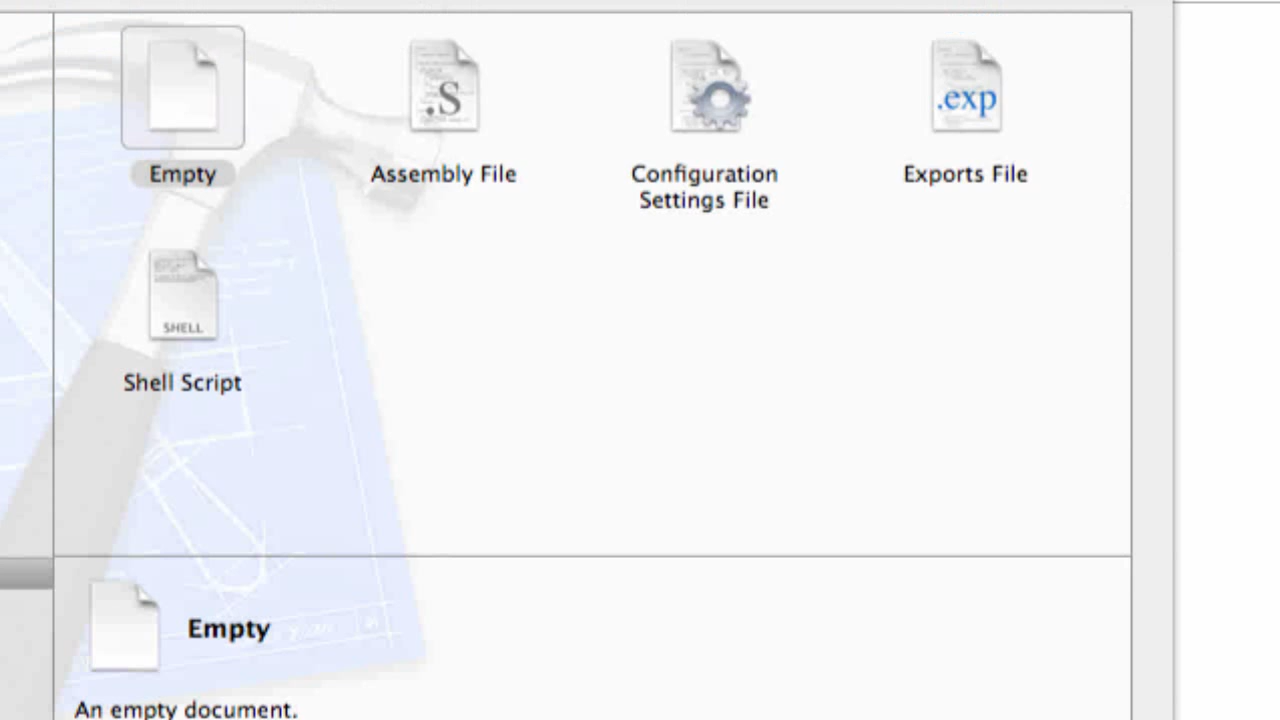 .S
.exp
Empty
Assembly File
Configuration
Settings File
Exports File
SHELL
Shell Script
Empty
An empty document.